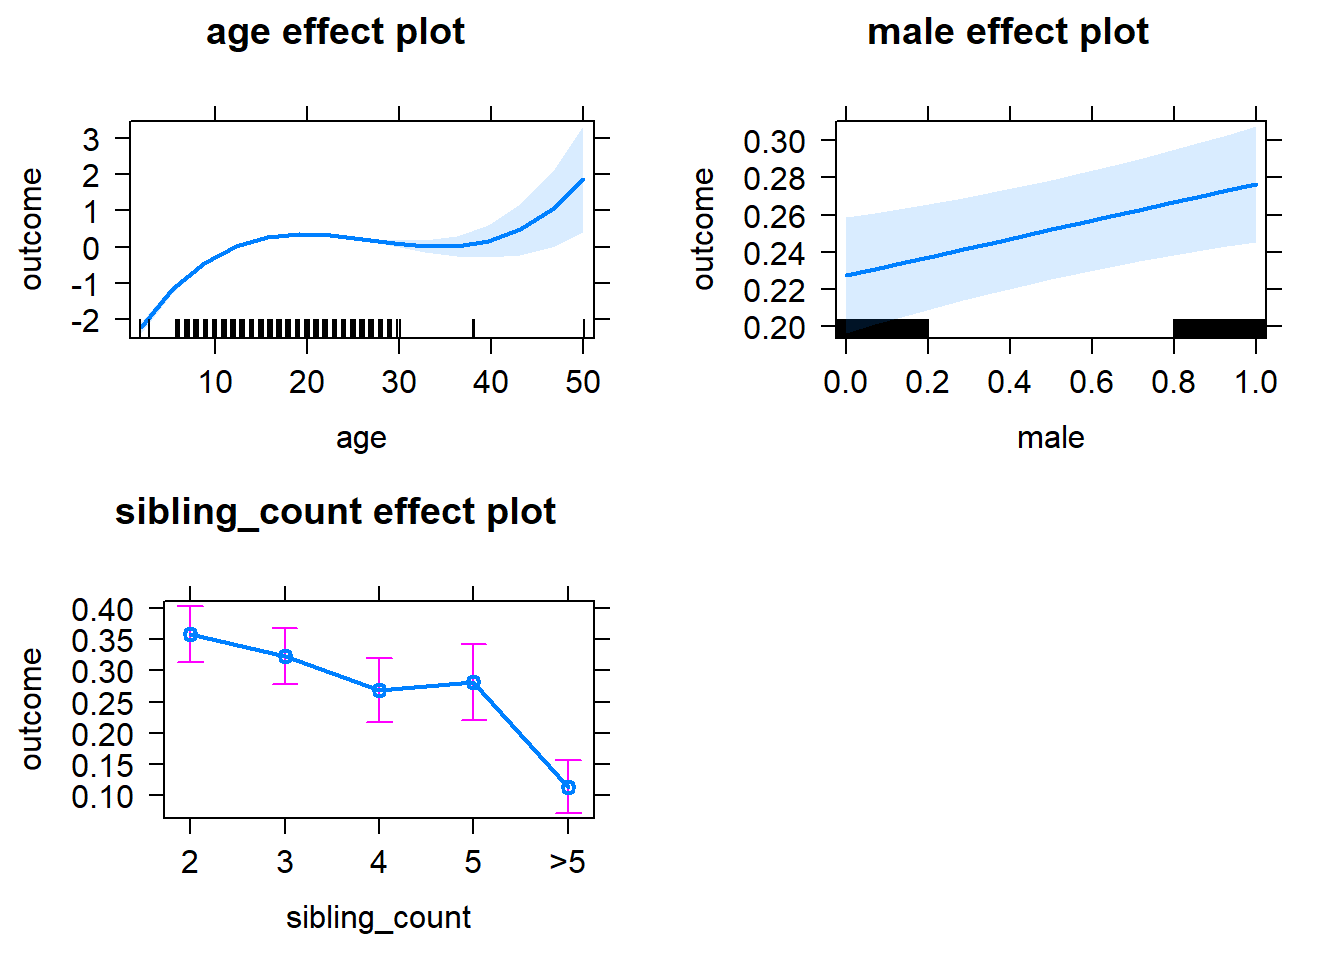 age effect plot
outcome
3
2
1
0
-1
-2
10 20 30 40 50
age
male effect plot
outcome
0.30
0.28
0.26
0.24
0.22
0.20
0.0 0.2 0.4 0.6 0.8 1.0
male
sibling_count effect plot
outcome
0.40
0.35
0.30
0.25
0.20
0.15
0.10
2 3 4 5 >5
sibling_count